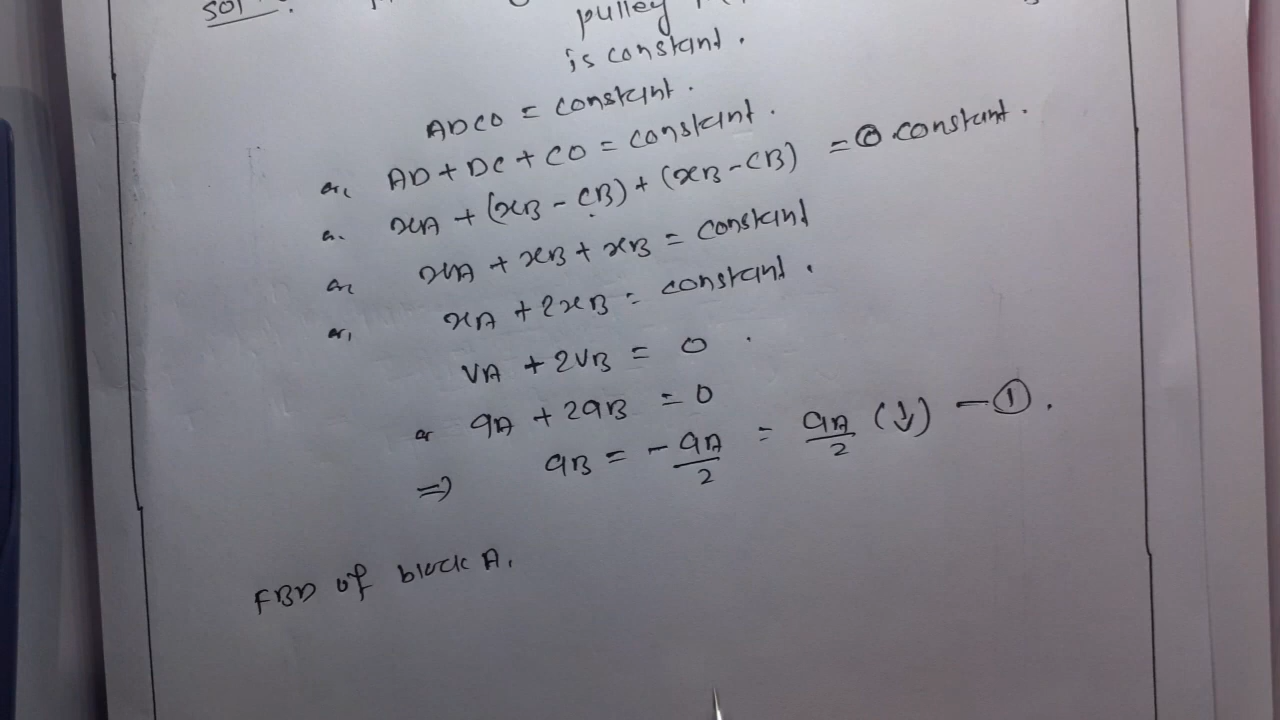 Sol
pulley
is constant.
ADCO = constant.
or, AD + DC + CO = constant.
or xA + (xB - CB) + (xB - CB) = constant.
or xA + xB + xB = constant
or, xA + 2xB = constant.
VA + 2VB = 0
or aA + 2aB = 0
=> aB = - aA/2 = aA/2 (↓) — ①.
FBD of block A.